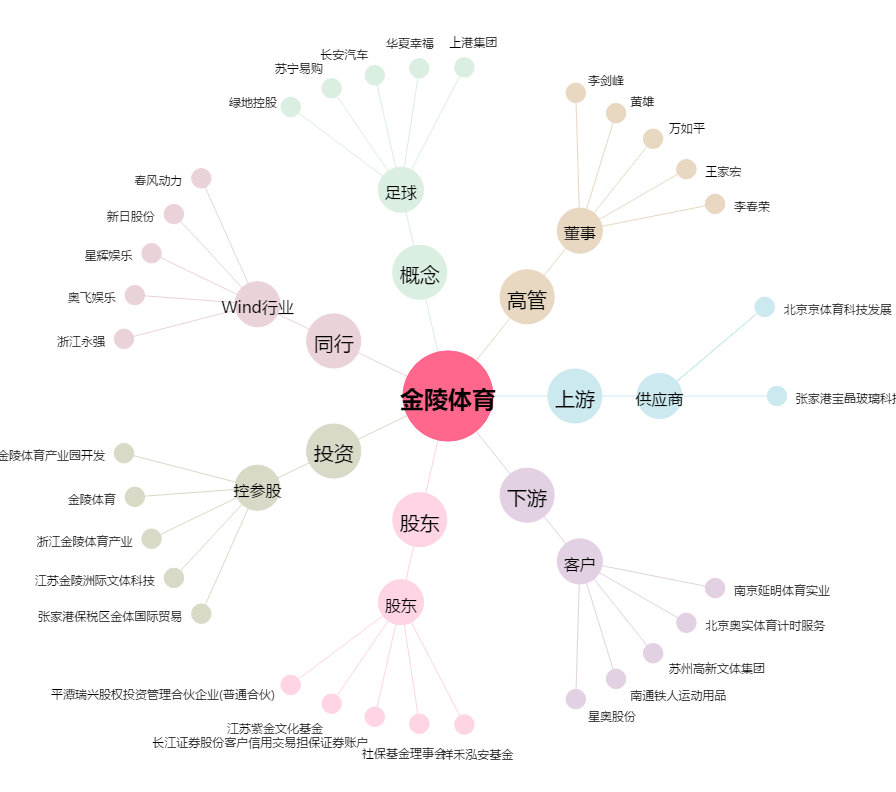 华夏幸福
上港集团
长安汽车
苏宁易购
绿地控股
李剑峰
黄雄
万如平
王家宏
李春荣
足球
董事
春风动力
新日股份
星辉娱乐
奥飞娱乐
浙江永强
Wind行业
同行
概念
高管
北京京体育科技发展
金陵体育
上游
供应商
张家港宝喦玻璃科技
投资
控参股
金陵体育产业园开发
金陵体育
浙江金陵体育产业
江苏金陵洲际文体科技
张家港保税区金体国际贸易
股东
下游
客户
股东
南京延明体育实业
北京奥实体育计时服务
苏州高新文体集团
南通铁人运动用品
星奥股份
平潭瑞兴股权投资管理合伙企业(普通合伙)
江苏紫金文化基金
长江证券股份客户信用交易担保证券账户
社保基金理事会
祥禾泓安基金